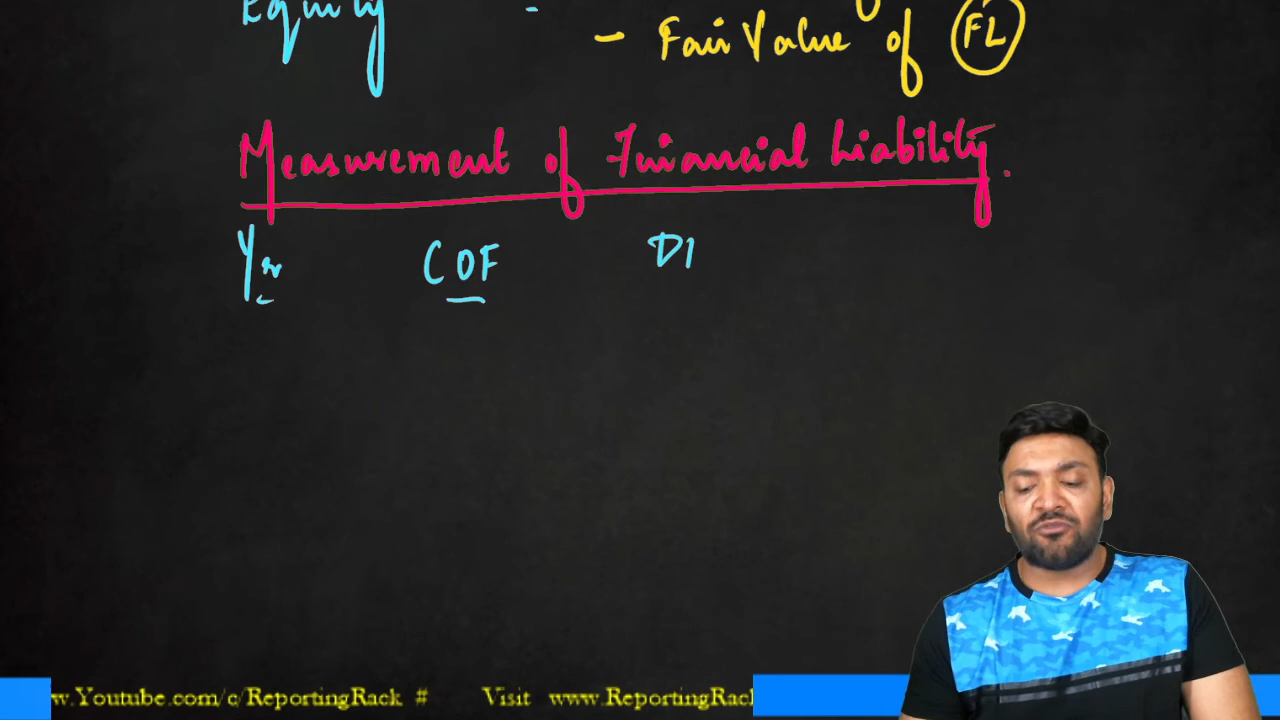 Equity -
- Fair Value of FL
Measurement of Financial Liability.
Yr COF DI
w.Youtube.com/c/ReportingRack # Visit www.ReportingRack